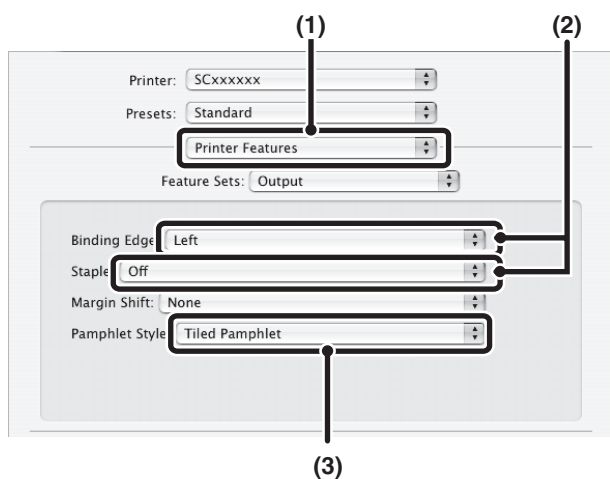 (1) (2)
Printer: SCxxxxxx
Presets: Standard
Printer Features
Feature Sets: Output
Binding Edge Left
Staple Off
Margin Shift: None
Pamphlet Style Tiled Pamphlet
(3)